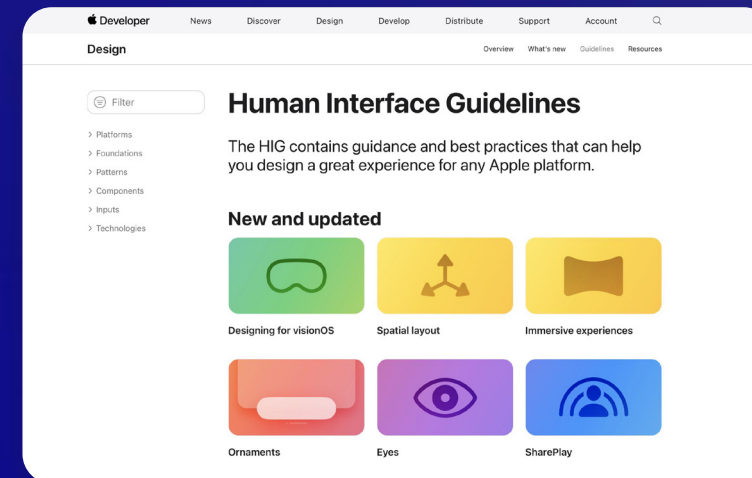 Developer News Discover Design Develop Distribute Support Account
Design Overview What's new Guidelines Resources
Filter
Platforms
Foundations
Patterns
Components
Inputs
Technologies
Human Interface Guidelines
The HIG contains guidance and best practices that can help
you design a great experience for any Apple platform.
New and updated
Designing for visionOS Spatial layout Immersive experiences
Ornaments Eyes SharePlay